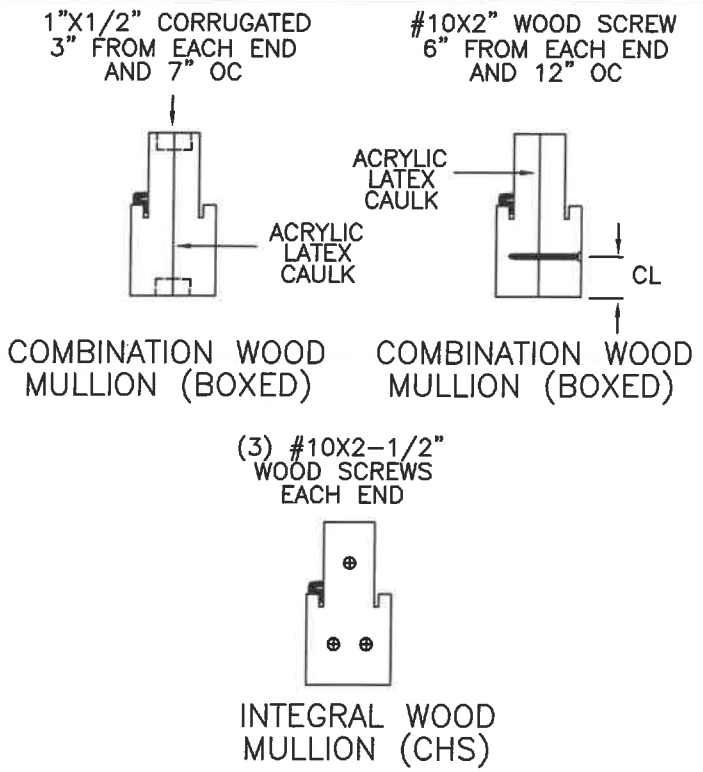 1"X1/2" CORRUGATED
3" FROM EACH END
AND 7" OC
ACRYLIC
LATEX
CAULK
COMBINATION WOOD
MULLION (BOXED)
#10X2" WOOD SCREW
6" FROM EACH END
AND 12" OC
ACRYLIC
LATEX
CAULK
CL
COMBINATION WOOD
MULLION (BOXED)
(3) #10X2-1/2"
WOOD SCREWS
EACH END
INTEGRAL WOOD
MULLION (CHS)